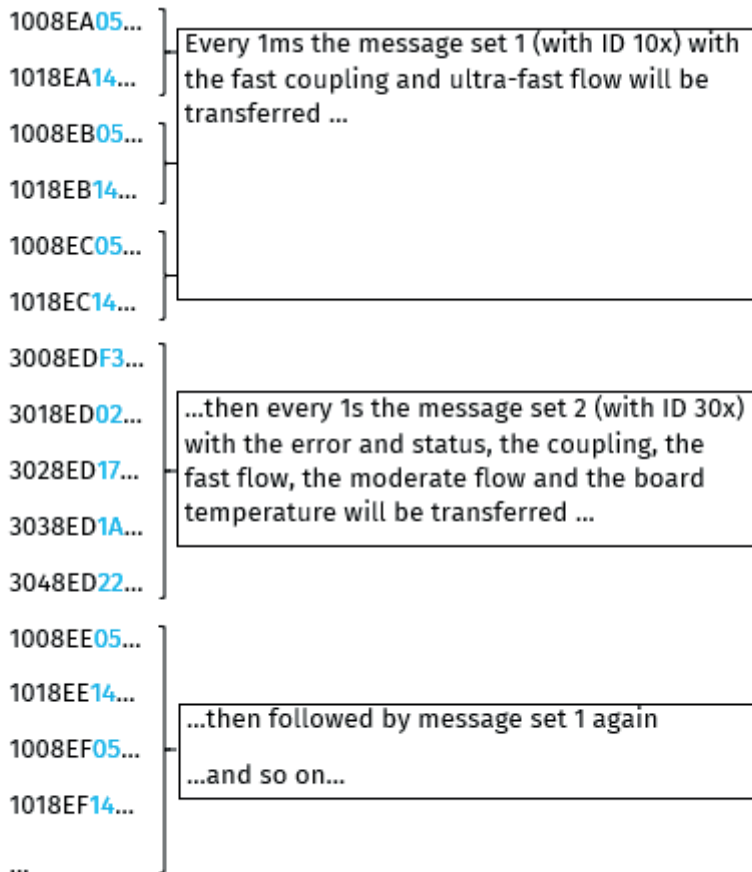 1008EA05...
1018EA14...
Every 1ms the message set 1 (with ID 10x) with
the fast coupling and ultra-fast flow will be
transferred ...
1008EB05...
1018EB14...
1008EC05...
1018EC14...
3008EDF3...
3018ED02...
3028ED17...
3038ED1A...
3048ED22...
...then every 1s the message set 2 (with ID 30x)
with the error and status, the coupling, the
fast flow, the moderate flow and the board
temperature will be transferred ...
1008EE05...
1018EE14...
1008EF05...
1018EF14...
...
...then followed by message set 1 again
...and so on...